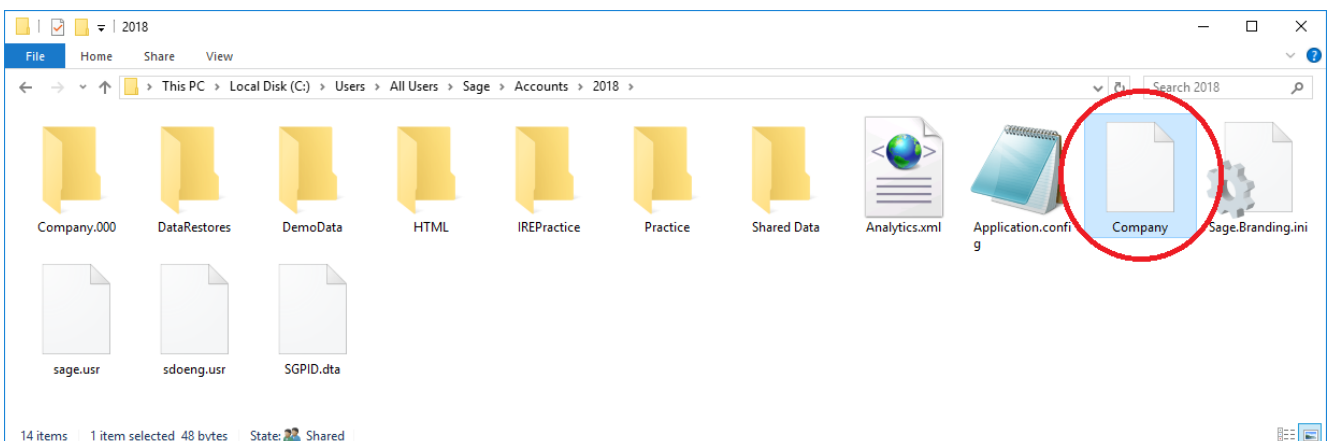 2018
File Home Share View
This PC > Local Disk (C:) > Users > All Users > Sage > Accounts > 2018 >
Search 2018
Company.000 DataRestores DemoData HTML IREPractice Practice Shared Data Analytics.xml Application.confi Company Sage.Branding.ini
g
sage.usr sdoeng.usr SGPID.dta
14 items 1 item selected 48 bytes State: Shared